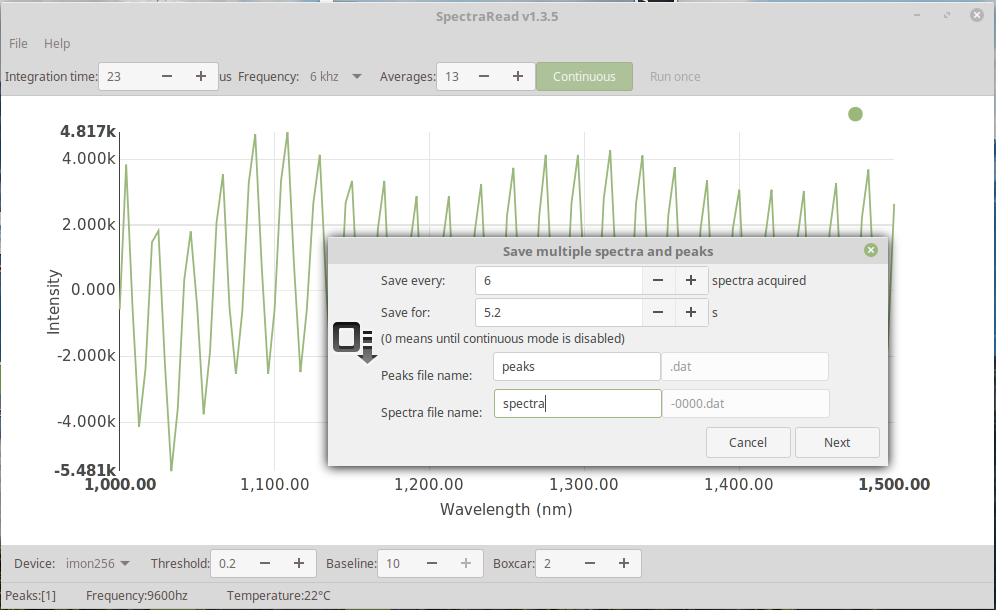 SpectraRead v1.3.5
File Help
Integration time: 23 − + us Frequency: 6 khz Averages: 13 − + Continuous Run once
4.817k
4.000k
2.000k
0.000
-2.000k
-4.000k
-5.481k
Intensity
1,000.00 1,100.00 1,200.00 1,300.00 1,400.00 1,500.00
Wavelength (nm)
Save multiple spectra and peaks
Save every: 6 − + spectra acquired
Save for: 5.2 − + s
(0 means until continuous mode is disabled)
Peaks file name: peaks .dat
Spectra file name: spectra -0000.dat
Cancel Next
Device: imon256 Threshold: 0.2 − + Baseline: 10 − + Boxcar: 2 − +
Peaks:[1] Frequency:9600hz Temperature:22°C